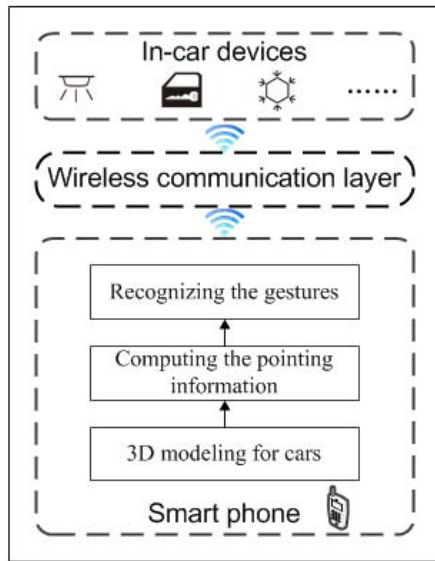 In-car devices
......
Wireless communication layer
Recognizing the gestures
Computing the pointing
information
3D modeling for cars
Smart phone